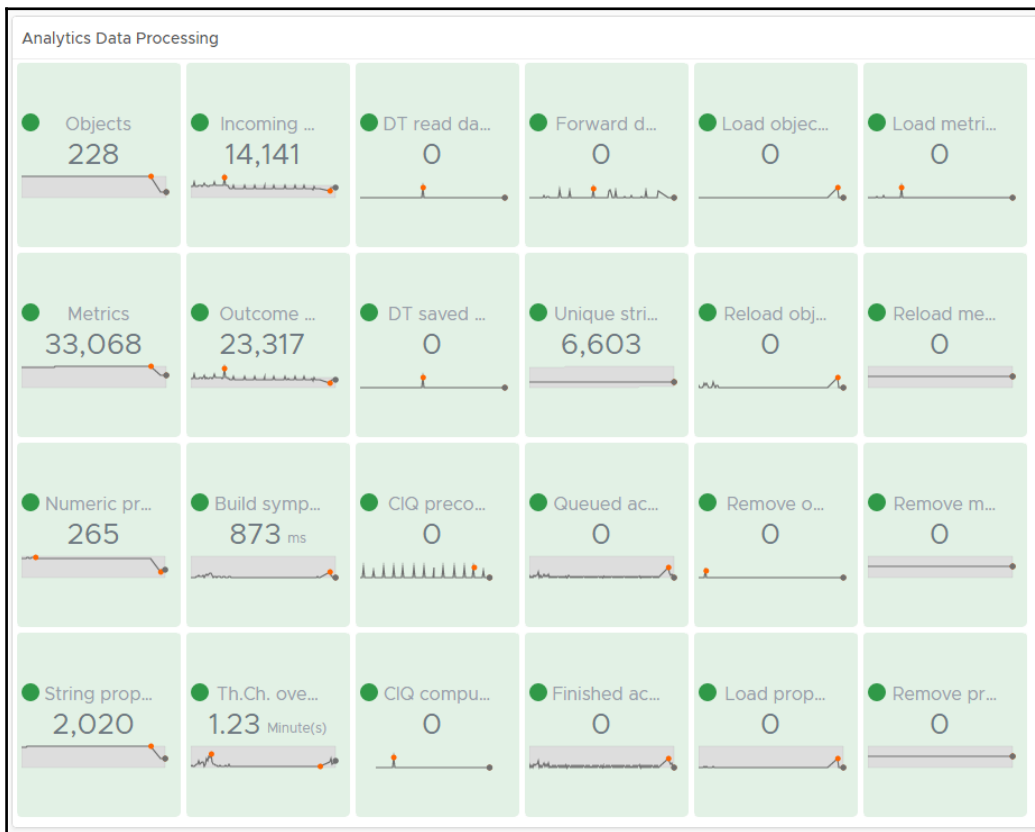 Analytics Data Processing
Objects
228
Incoming ...
14,141
DT read da...
0
Forward d...
0
Load objec...
0
Load metri...
0
Metrics
33,068
Outcome ...
23,317
DT saved ...
0
Unique stri...
6,603
Reload obj...
0
Reload me...
0
Numeric pr...
265
Build symp...
873 ms
CIQ preco...
0
Queued ac...
0
Remove o...
0
Remove m...
0
String prop...
2,020
Th.Ch. ove...
1.23 Minute(s)
CIQ compu...
0
Finished ac...
0
Load prop...
0
Remove pr...
0